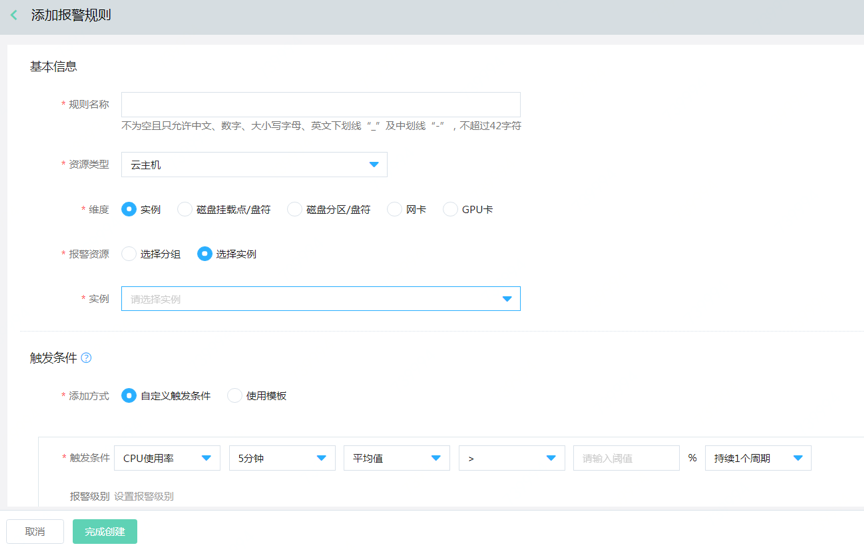 添加报警规则
基本信息
* 规则名称
不为空且只允许中文、数字、大小写字母、英文下划线“_”及中划线“-”，不超过42字符
* 资源类型 云主机
* 维度 实例 磁盘挂载点/盘符 磁盘分区/盘符 网卡 GPU卡
* 报警资源 选择分组 选择实例
* 实例 请选择实例
触发条件 ?
* 添加方式 自定义触发条件 使用模板
* 触发条件 CPU使用率 5分钟 平均值 > 请输入阈值 % 持续1个周期
报警级别 设置报警级别
取消 完成创建